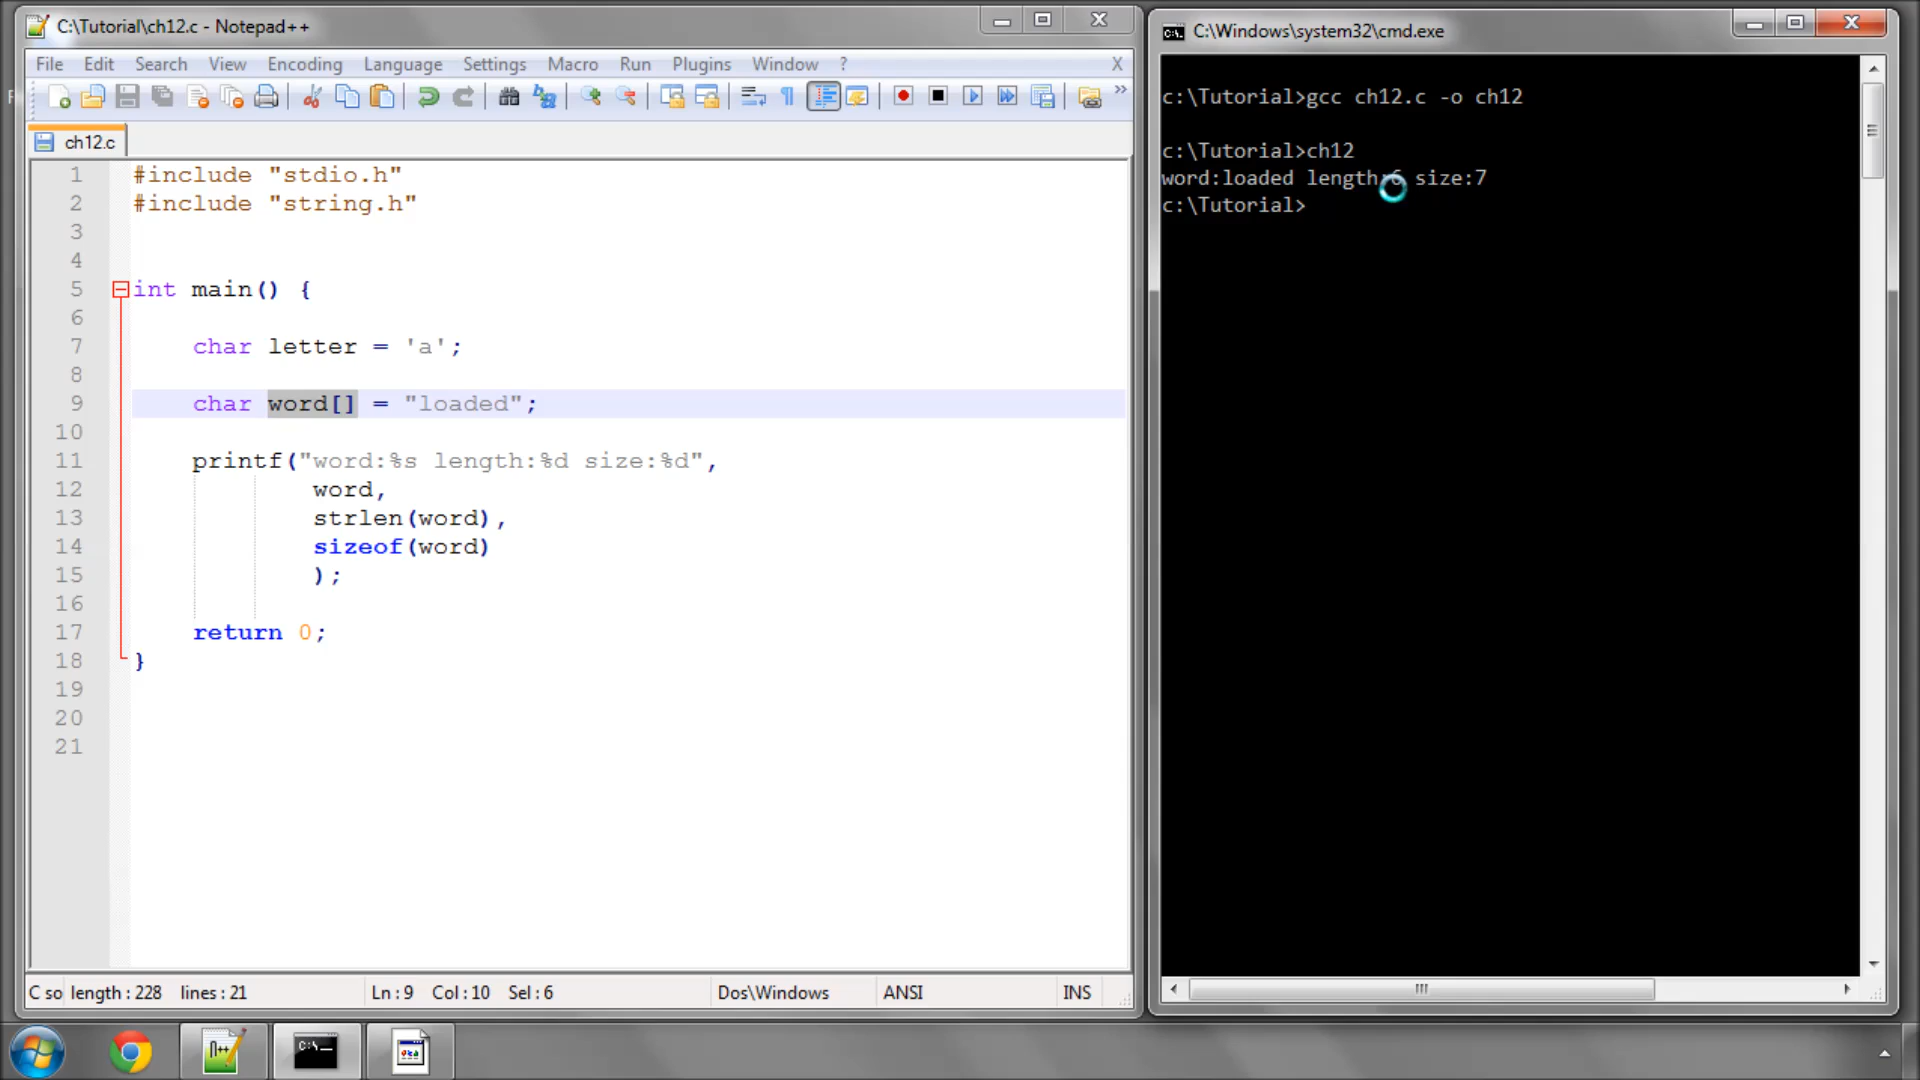 C:\Tutorial\ch12.c - Notepad++
File Edit Search View Encoding Language Settings Macro Run Plugins Window ? X
ch12.c
1 #include "stdio.h"
2 #include "string.h"
3
4
5 int main() {
6
7 char letter = 'a';
8
9 char word[] = "loaded";
10
11 printf("word:%s length:%d size:%d",
12 word,
13 strlen(word),
14 sizeof(word)
15 );
16
17 return 0;
18 }
19
20
21
C so length : 228 lines : 21 Ln : 9 Col : 10 Sel : 6 Dos\Windows ANSI INS
C:\Windows\system32\cmd.exe
c:\Tutorial>gcc ch12.c -o ch12
c:\Tutorial>ch12
word:loaded length:6 size:7
c:\Tutorial>